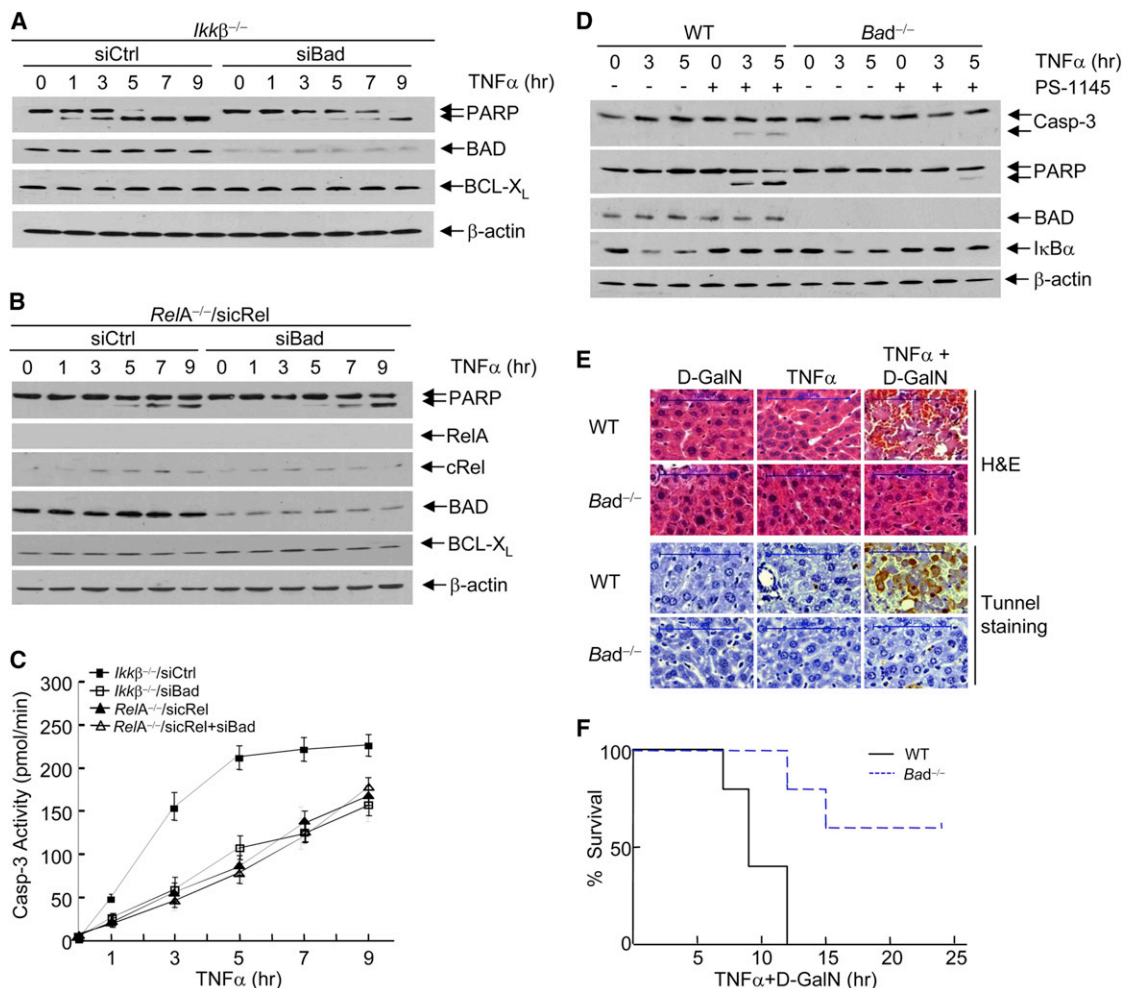 A
Ikkβ–/–
siCtrl siBad
0 1 3 5 7 9 0 1 3 5 7 9 TNFα (hr)
PARP
BAD
BCL-XL
β-actin
B
RelA–/–/sicRel
siCtrl siBad
0 1 3 5 7 9 0 1 3 5 7 9 TNFα (hr)
PARP
RelA
cRel
BAD
BCL-XL
β-actin
C
Ikkβ–/–/siCtrl
Ikkβ–/–/siBad
RelA–/–/sicRel
RelA–/–/sicRel+siBad
Casp-3 Activity (pmol/min)
300
250
200
150
100
50
0
1 3 5 7 9
TNFα (hr)
D
WT Bad–/–
0 3 5 0 3 5 0 3 5 0 3 5 TNFα (hr)
- - - + + + - - - + + + PS-1145
Casp-3
PARP
BAD
IκBα
β-actin
E
D-GalN TNFα TNFα + D-GalN
WT
Bad–/–
H&E
WT
Bad–/–
Tunnel staining
F
WT
Bad–/–
% Survival
100
50
0
5 10 15 20 25
TNFα+D-GalN (hr)